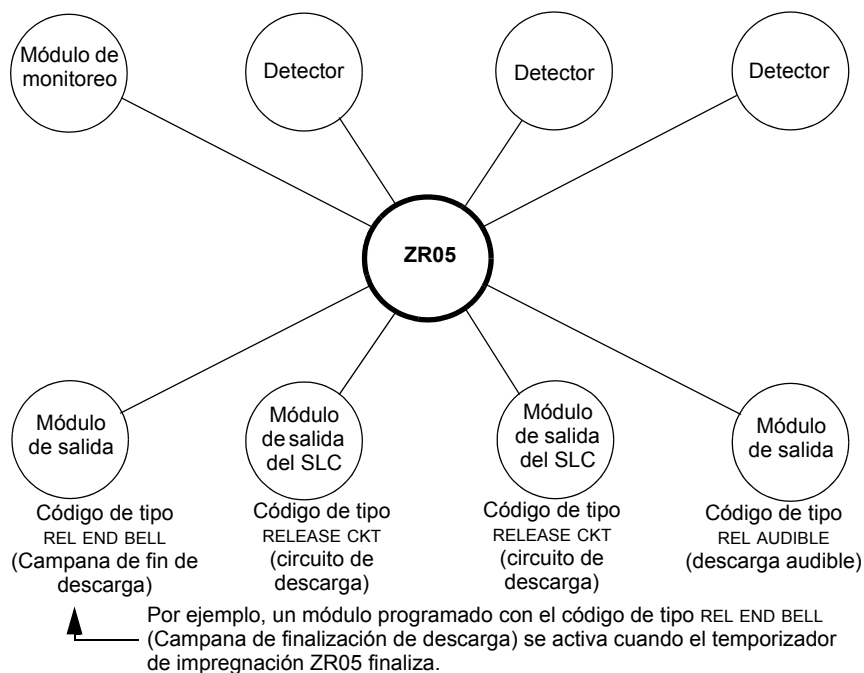 Módulo de
monitoreo
Detector
Detector
Detector
ZR05
Módulo
de salida
Módulo
de salida
del SLC
Módulo
de salida
del SLC
Módulo
de salida
Código de tipo
REL END BELL
(Campana de fin de
descarga)
Código de tipo
RELEASE CKT
(circuito de
descarga)
Código de tipo
RELEASE CKT
(circuito de
descarga)
Código de tipo
REL AUDIBLE
(descarga audible)
Por ejemplo, un módulo programado con el código de tipo REL END BELL
(Campana de finalización de descarga) se activa cuando el temporizador
de impregnación ZR05 finaliza.